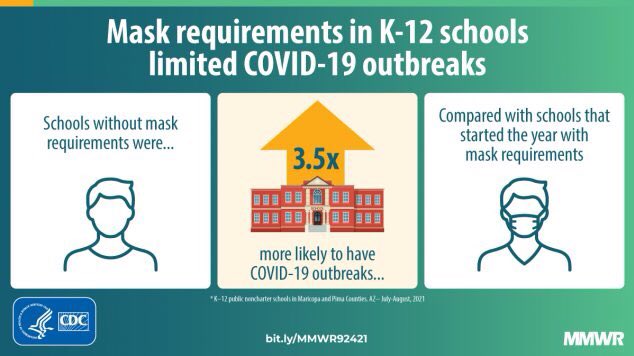 Mask requirements in K-12 schools
limited COVID-19 outbreaks
Schools without mask
requirements were...
3.5x
SCHOOL
more likely to have
COVID-19 outbreaks...
Compared with schools that
started the year with
mask requirements
* K–12 public noncharter schools in Maricopa and Pima Counties, AZ— July-August, 2021
CDC
bit.ly/MMWR92421
MMWR